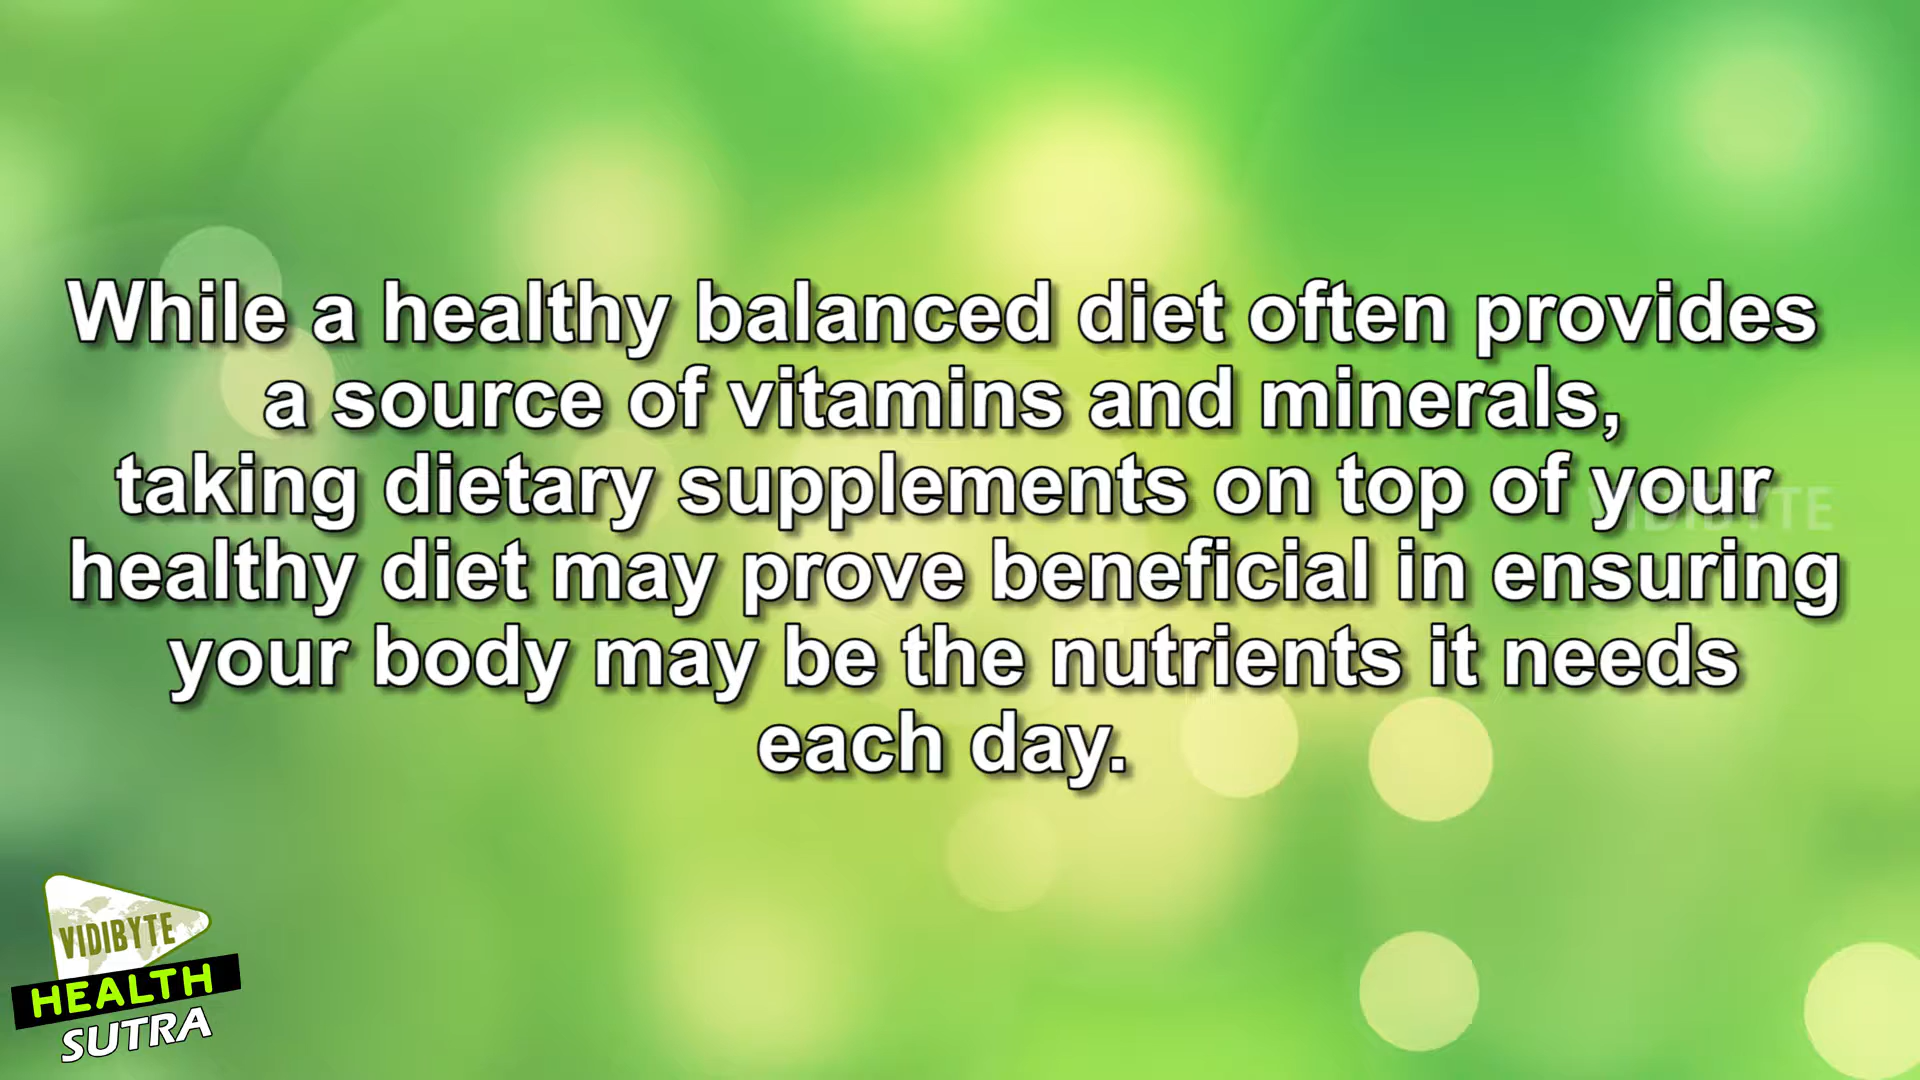 While a healthy balanced diet often provides
a source of vitamins and minerals,
taking dietary supplements on top of your
healthy diet may prove beneficial in ensuring
your body may be the nutrients it needs
each day.
VIDIBYTE
VIDIBYTE
HEALTH
SUTRA